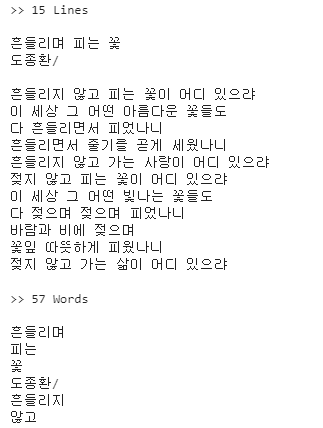 >> 15 Lines
흔들리며 피는 꽃
도종환/
흔들리지 않고 피는 꽃이 어디 있으랴
이 세상 그 어떤 아름다운 꽃들도
다 흔들리면서 피었나니
흔들리면서 줄기를 곧게 세웠나니
흔들리지 않고 가는 사랑이 어디 있으랴
젖지 않고 피는 꽃이 어디 있으랴
이 세상 그 어떤 빛나는 꽃들도
다 젖으며 젖으며 피었나니
바람과 비에 젖으며
꽃잎 따뜻하게 피웠나니
젖지 않고 가는 삶이 어디 있으랴
>> 57 Words
흔들리며
피는
꽃
도종환/
흔들리지
않고